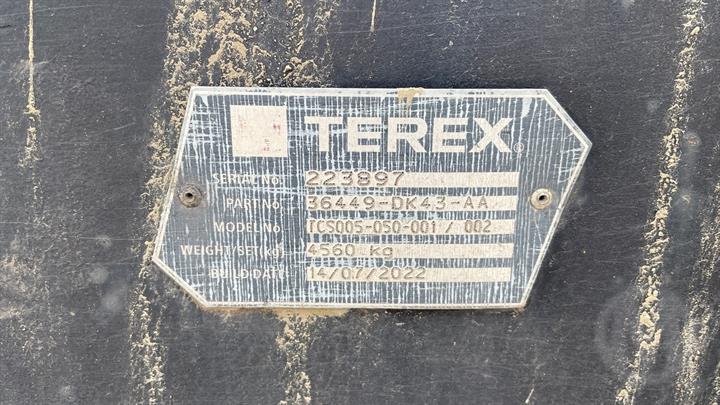 TEREX®
SERIAL No 223897
PART No 36449-DK43-AA
MODEL No TCS005-050-001 / 002
WEIGHT/SET(kg) 4560 kg
BUILD DATE 14/07/2022